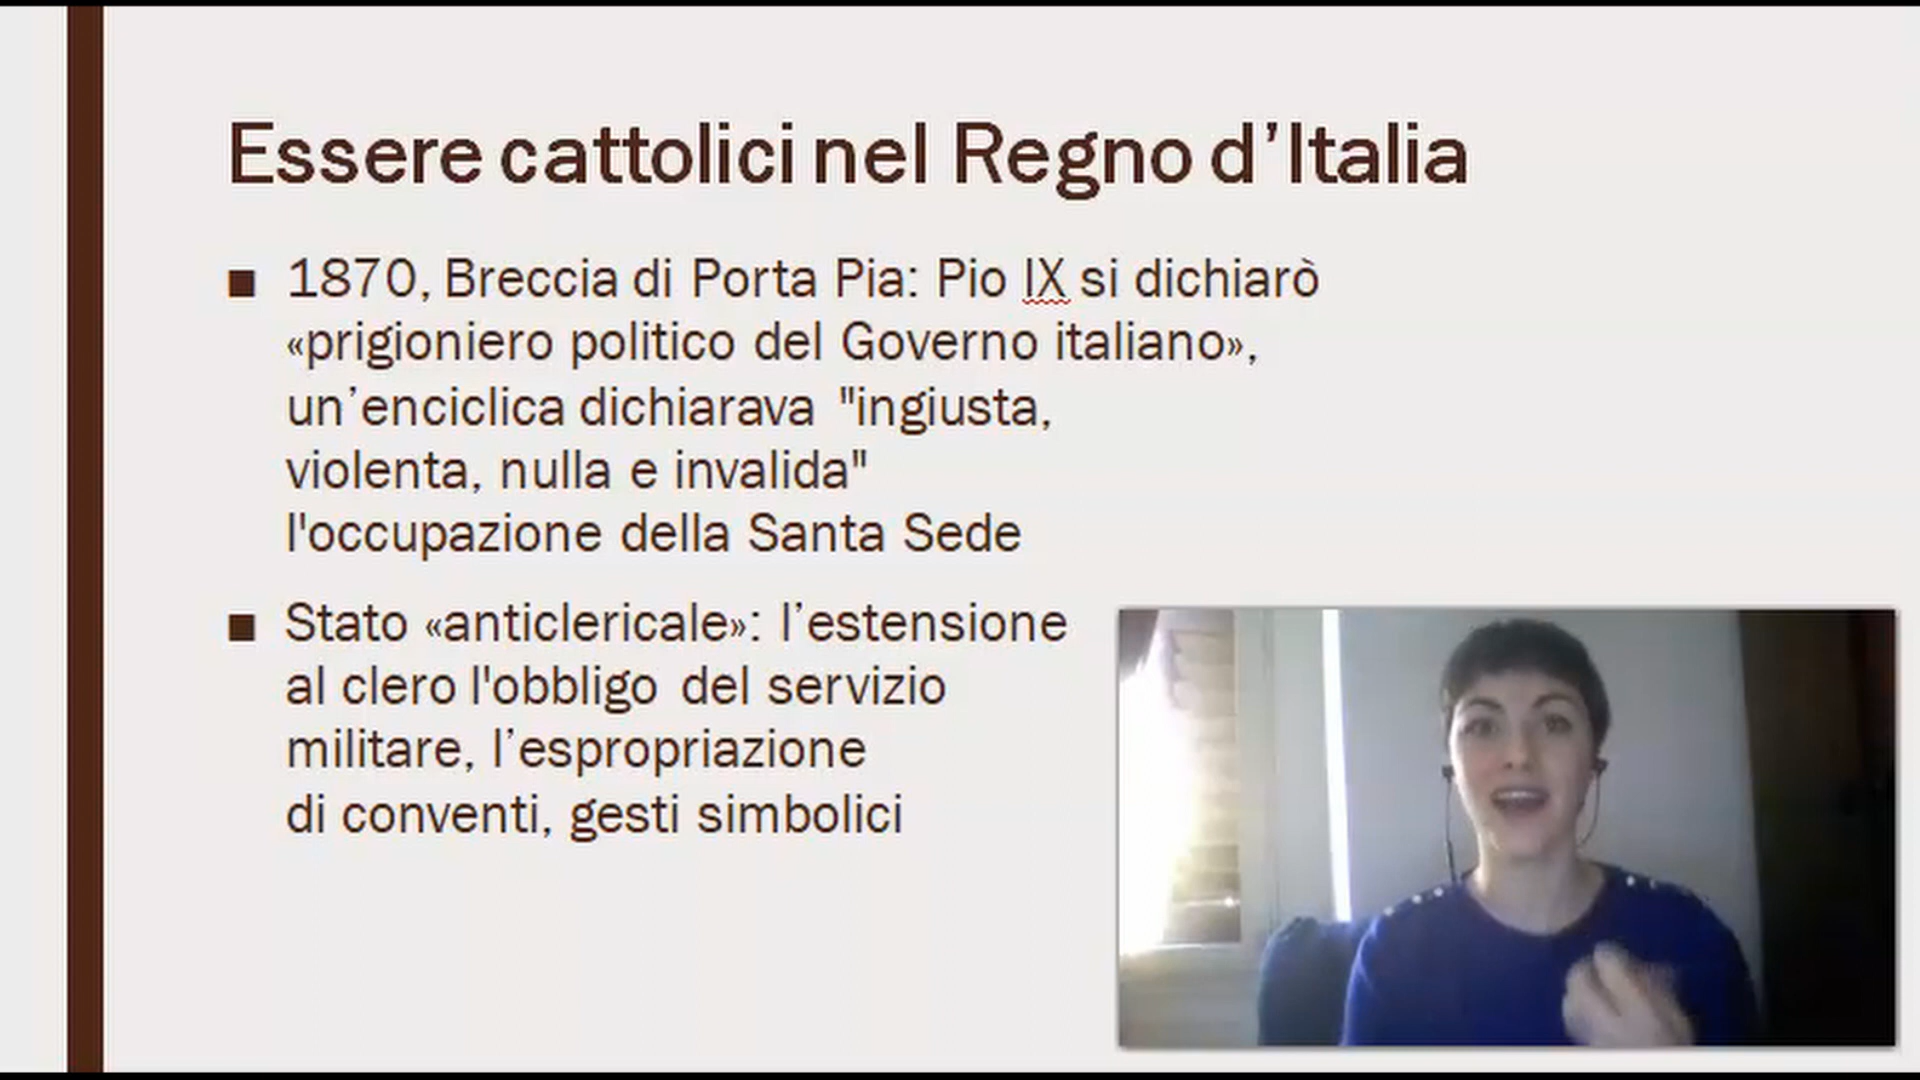 Essere cattolici nel Regno d’Italia
■ 1870, Breccia di Porta Pia: Pio IX si dichiarò
«prigioniero politico del Governo italiano»,
un’enciclica dichiarava "ingiusta,
violenta, nulla e invalida"
l'occupazione della Santa Sede
■ Stato «anticlericale»: l’estensione
al clero l'obbligo del servizio
militare, l’espropriazione
di conventi, gesti simbolici